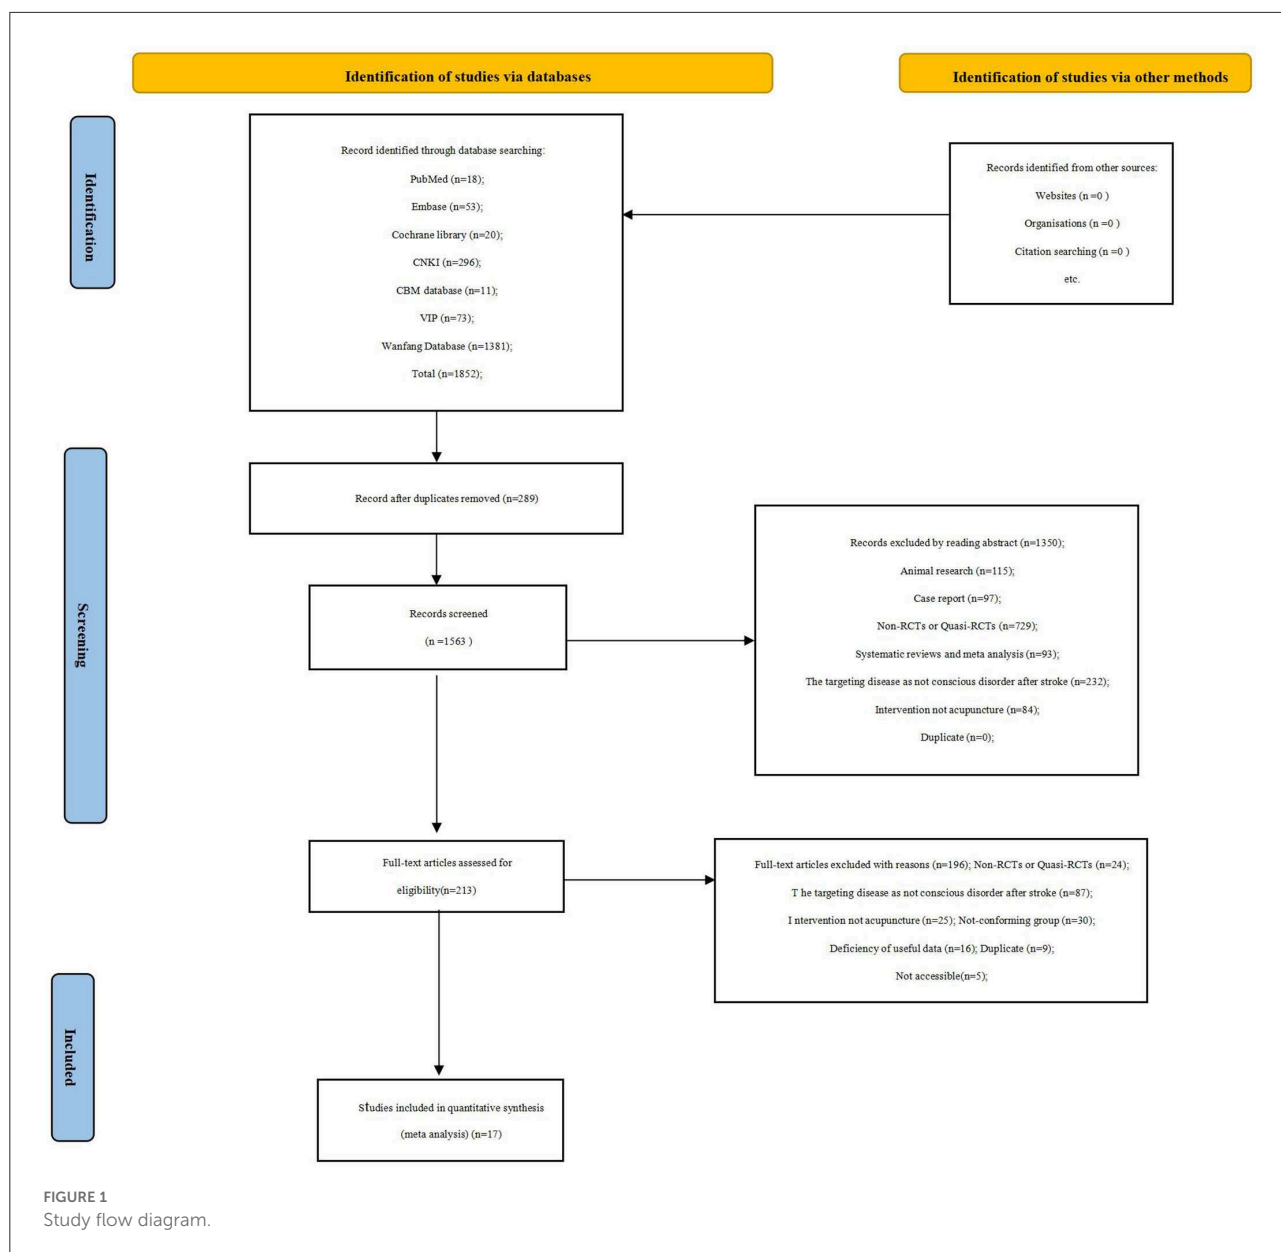 Identification of studies via databases
Identification of studies via other methods
Identification
Record identified through database searching:
PubMed (n=18);
Embase (n=53);
Cochrane library (n=20);
CNKI (n=296);
CBM database (n=11);
VIP (n=73);
Wanfang Database (n=1381);
Total (n=1852);
Records identified from other sources:
Websites (n =0 )
Organisations (n =0 )
Citation searching (n =0 )
etc.
Screening
Record after duplicates removed (n=289)
Records screened
(n =1563 )
Records excluded by reading abstract (n=1350);
Animal research (n=115);
Case report (n=97);
Non-RCTs or Quasi-RCTs (n=729);
Systematic reviews and meta analysis (n=93);
The targeting disease as not conscious disorder after stroke (n=232);
Intervention not acupuncture (n=84);
Duplicate (n=0);
Full-text articles assessed for
eligibility(n=213)
Full-text articles excluded with reasons (n=196); Non-RCTs or Quasi-RCTs (n=24);
T he targeting disease as not conscious disorder after stroke (n=87);
I ntervention not acupuncture (n=25); Not-conforming group (n=30);
Deficiency of useful data (n=16); Duplicate (n=9);
Not accessible(n=5);
Included
Studies included in quantitative synthesis
(meta analysis) (n=17)
FIGURE 1
Study flow diagram.